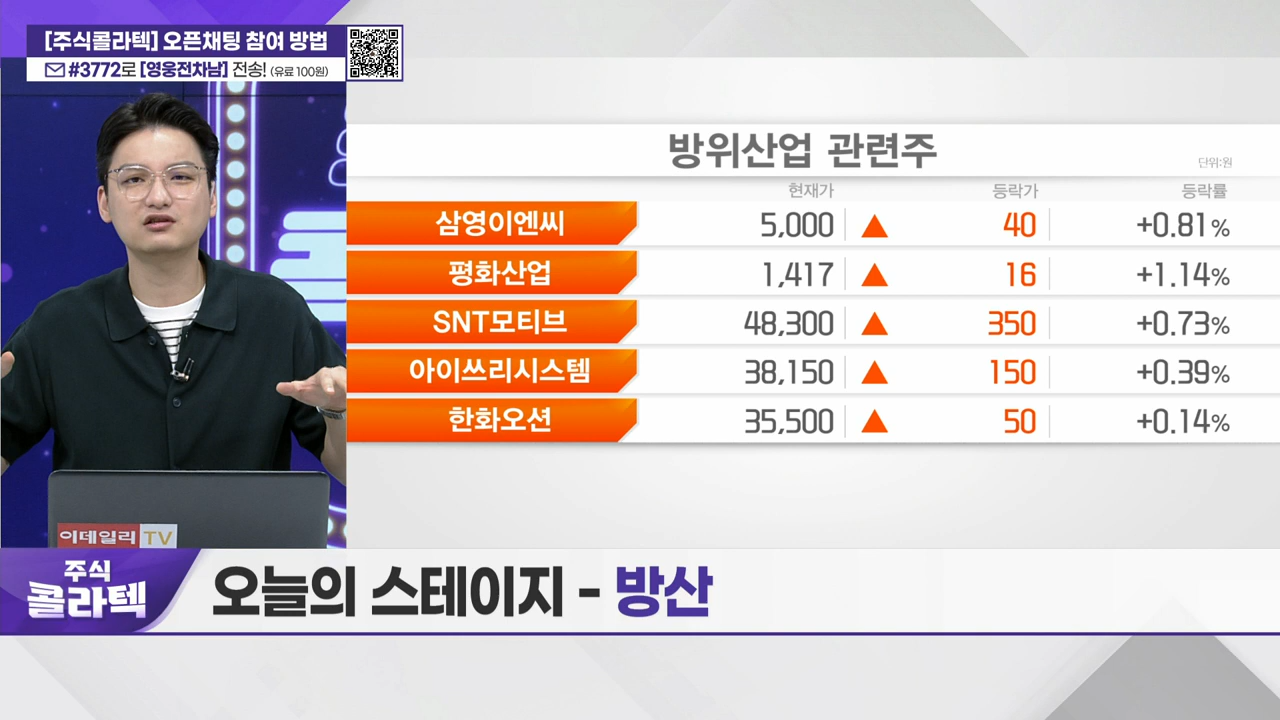 [주식콜라텍] 오픈채팅 참여 방법
#3772로 [영웅전차남] 전송! (유료 100원)
방위산업 관련주
단위:원
현재가 등락가 등락률
삼영이엔씨 5,000 ▲ 40 +0.81%
평화산업 1,417 ▲ 16 +1.14%
SNT모티브 48,300 ▲ 350 +0.73%
아이쓰리시스템 38,150 ▲ 150 +0.39%
한화오션 35,500 ▲ 50 +0.14%
이데일리 TV
주식
콜라텍
오늘의 스테이지 - 방산